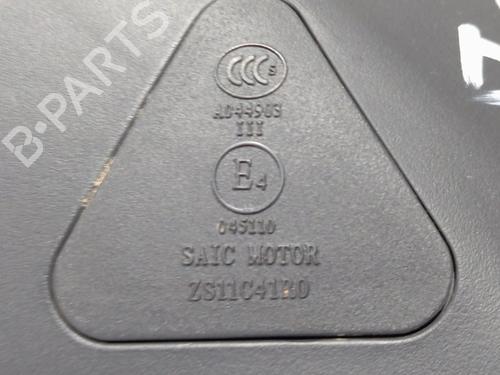 B-PARTS
CCC S
A044903
III
E4
045110
SAIC MOTOR
ZS11C41R0